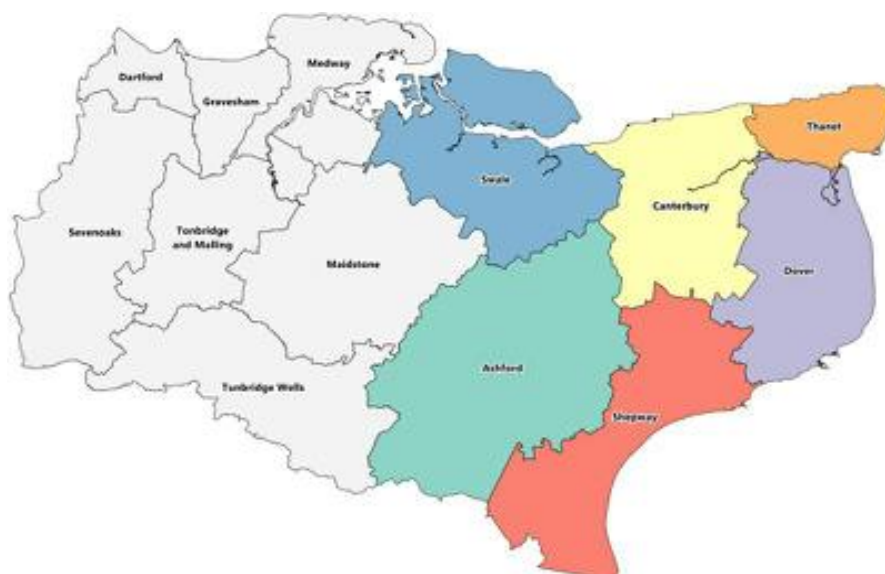 Medway
Dartford
Gravesham
Thanet
Swale
Canterbury
Sevenoaks
Tonbridge
and Malling
Maidstone
Dover
Ashford
Tunbridge Wells
Shepway